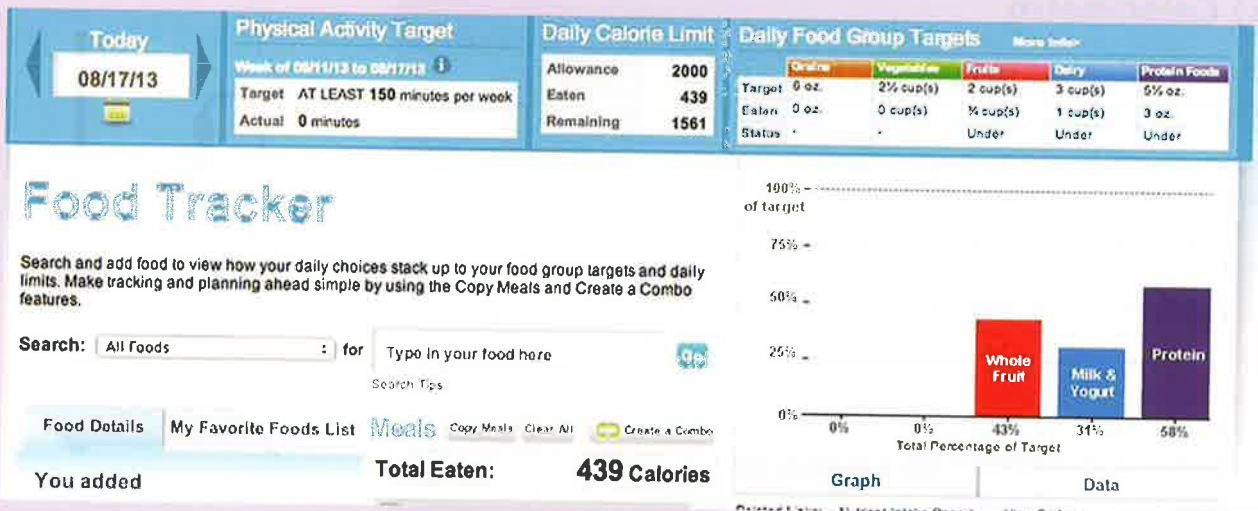 Today
08/17/13
Physical Activity Target
Week of 08/11/13 to 08/17/13
Target AT LEAST 150 minutes per week
Actual 0 minutes
Daily Calorie Limit
Allowance 2000
Eaten 439
Remaining 1561
Daily Food Group Targets More Info>
Grains Vegetables Fruits Dairy Protein Foods
Target 6 oz. 2½ cup(s) 2 cup(s) 3 cup(s) 5½ oz.
Eaten 0 oz. 0 cup(s) ¾ cup(s) 1 cup(s) 3 oz.
Status - - Under Under Under
Food Tracker
Search and add food to view how your daily choices stack up to your food group targets and daily
limits. Make tracking and planning ahead simple by using the Copy Meals and Create a Combo
features.
Search: All Foods for Type in your food here Go!
Search Tips
Food Details My Favorite Foods List
You added
Meals Copy Meals Clear All Create a Combo
Total Eaten: 439 Calories
100%
of target
75%
50%
25%
0%
Whole
Fruit
Milk &
Yogurt
Protein
0% 0% 43% 31% 58%
Total Percentage of Target
Graph Data